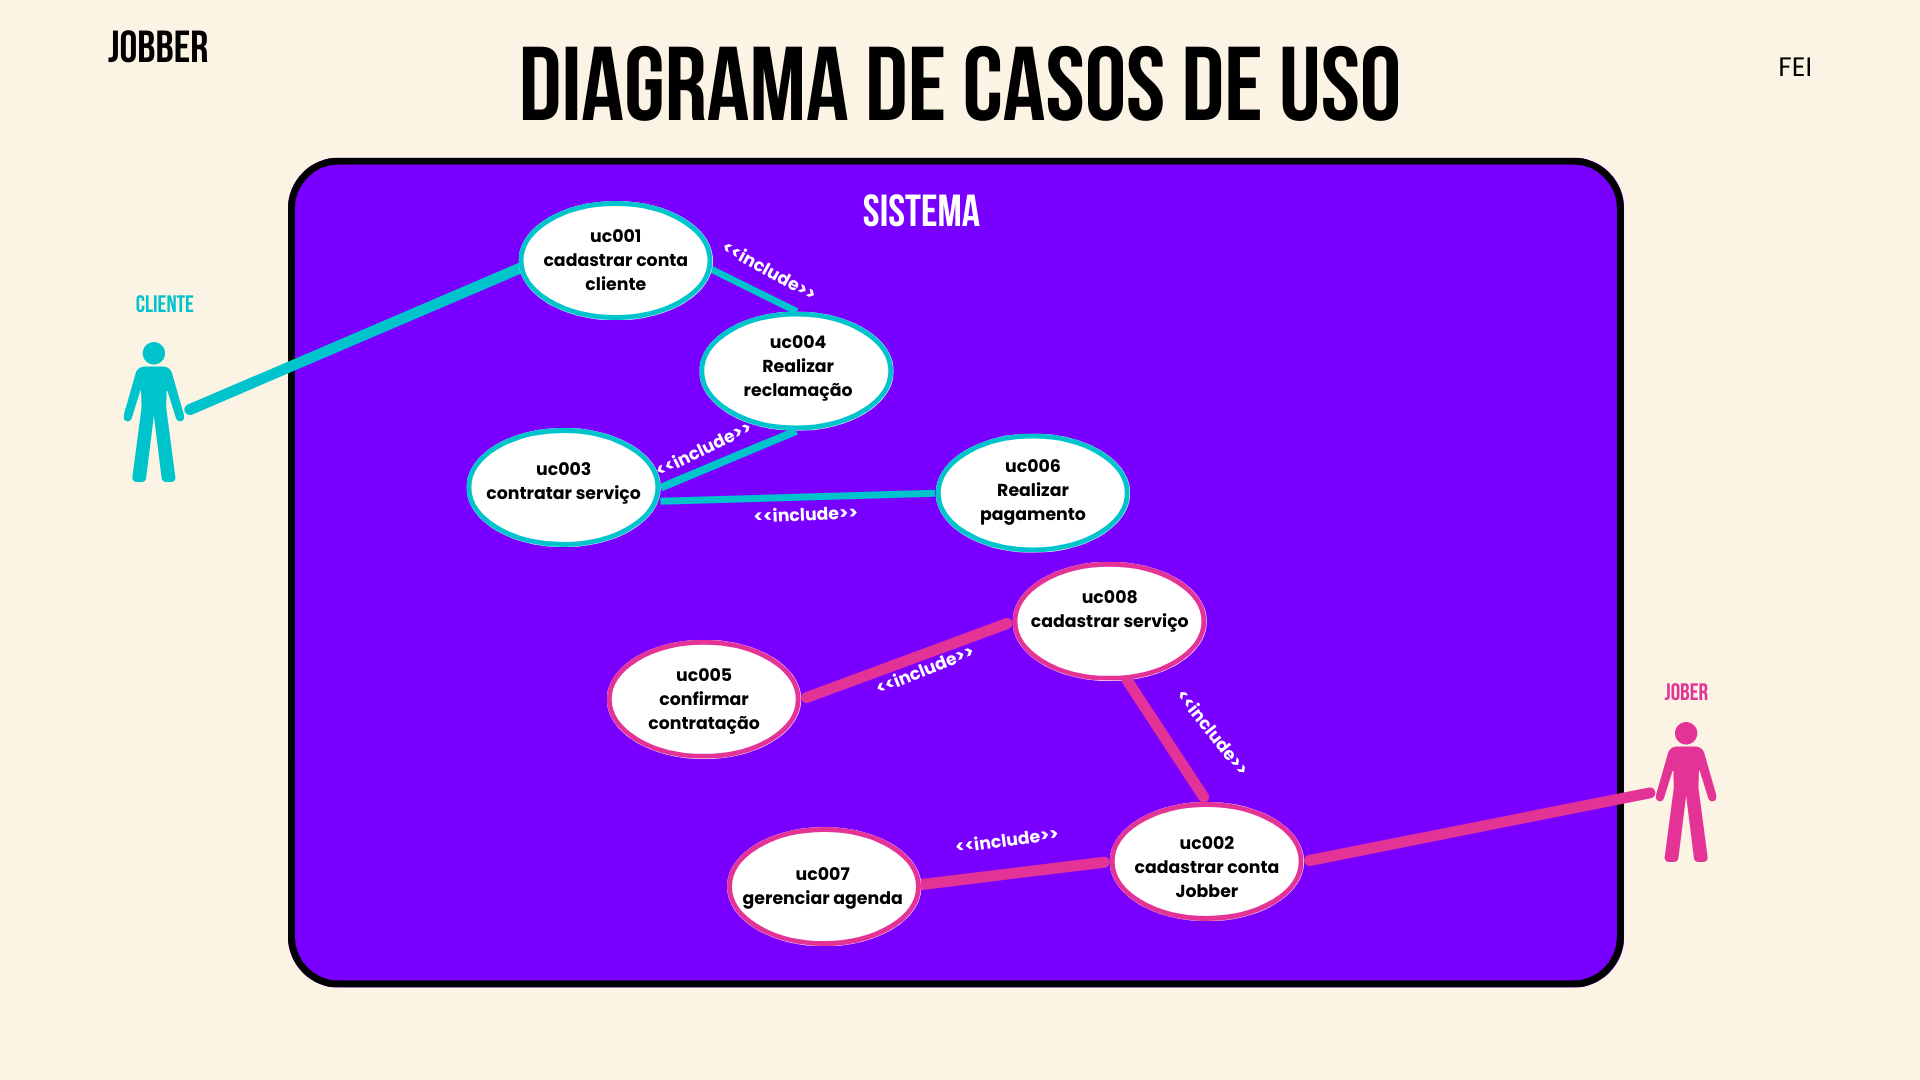 JOBBER
DIAGRAMA DE CASOS DE USO
FEI
SISTEMA
uc001
cadastrar conta
cliente
<<include>>
CLIENTE
uc004
Realizar
reclamação
<<include>>
uc003
contratar serviço
uc006
Realizar
pagamento
<<include>>
uc008
cadastrar serviço
<<include>>
uc005
confirmar
contratação
<<include>>
JOBER
uc002
cadastrar conta
Jobber
<<include>>
uc007
gerenciar agenda